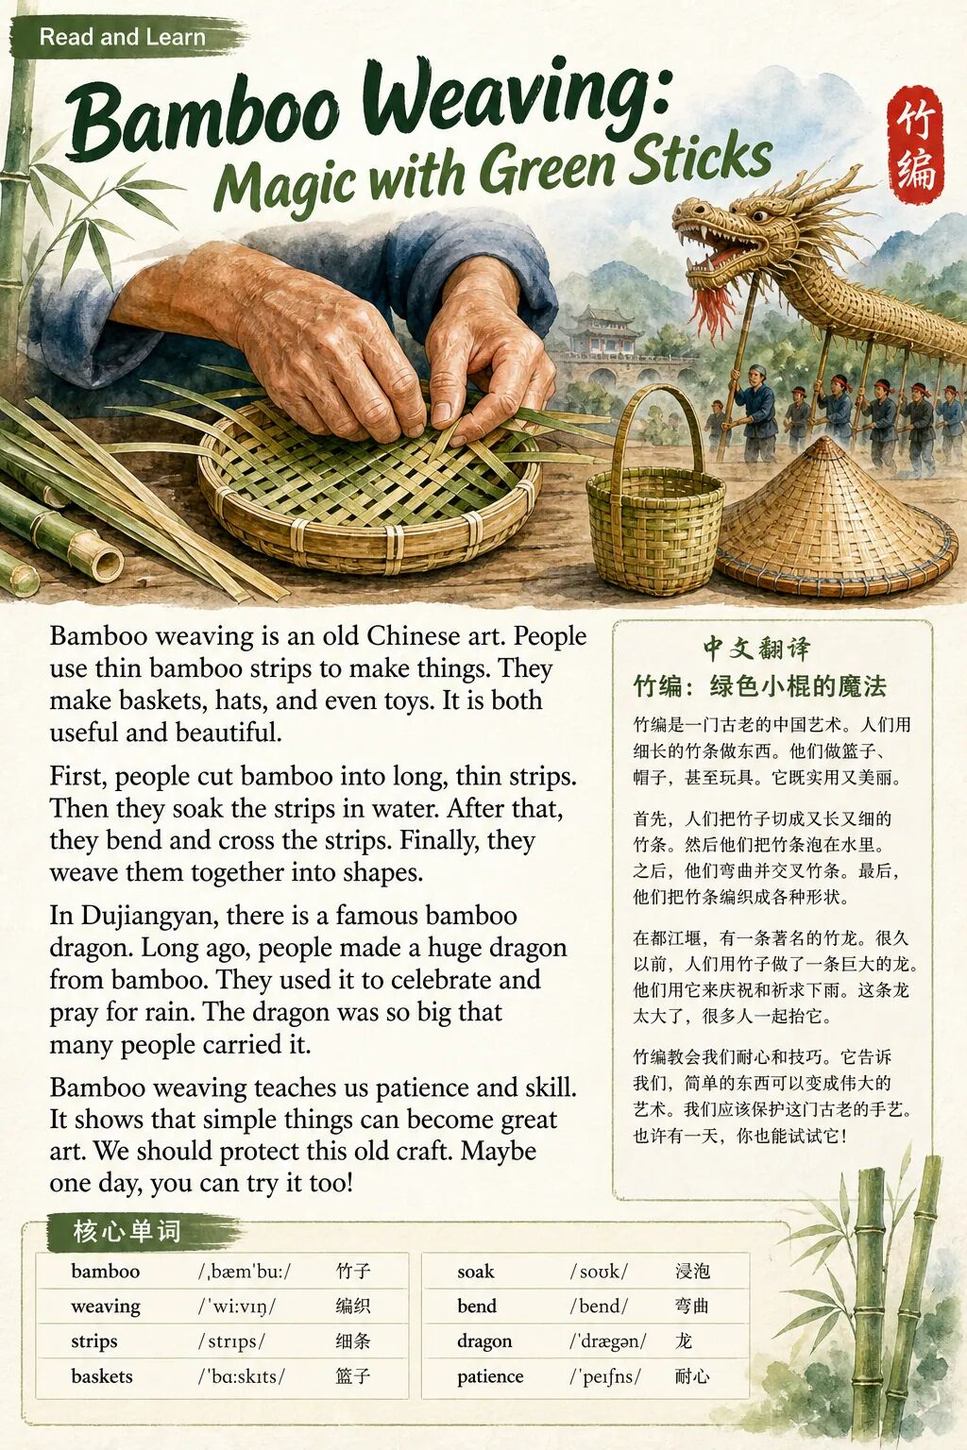 Read and Learn
Bamboo Weaving:
Magic with Green Sticks
竹
编
Bamboo weaving is an old Chinese art. People
use thin bamboo strips to make things. They
make baskets, hats, and even toys. It is both
useful and beautiful.
First, people cut bamboo into long, thin strips.
Then they soak the strips in water. After that,
they bend and cross the strips. Finally, they
weave them together into shapes.
In Dujiangyan, there is a famous bamboo
dragon. Long ago, people made a huge dragon
from bamboo. They used it to celebrate and
pray for rain. The dragon was so big that
many people carried it.
Bamboo weaving teaches us patience and skill.
It shows that simple things can become great
art. We should protect this old craft. Maybe
one day, you can try it too!
中文翻译
竹编：绿色小棍的魔法
竹编是一门古老的中国艺术。人们用
细长的竹条做东西。他们做篮子、
帽子，甚至玩具。它既实用又美丽。
首先，人们把竹子切成又长又细的
竹条。然后他们把竹条泡在水里。
之后，他们弯曲并交叉竹条。最后，
他们把竹条编织成各种形状。
在都江堰，有一条著名的竹龙。很久
以前，人们用竹子做了一条巨大的龙。
他们用它来庆祝和祈求下雨。这条龙
太大了，很多人一起抬它。
竹编教会我们耐心和技巧。它告诉
我们，简单的东西可以变成伟大的
艺术。我们应该保护这门古老的手艺。
也许有一天，你也能试试它！
核心单词
bamboo /ˌbæmˈbuː/ 竹子
weaving /ˈwiːvɪŋ/ 编织
strips /strɪps/ 细条
baskets /ˈbɑːskɪts/ 篮子
soak /soʊk/ 浸泡
bend /bend/ 弯曲
dragon /ˈdræɡən/ 龙
patience /ˈpeɪʃns/ 耐心